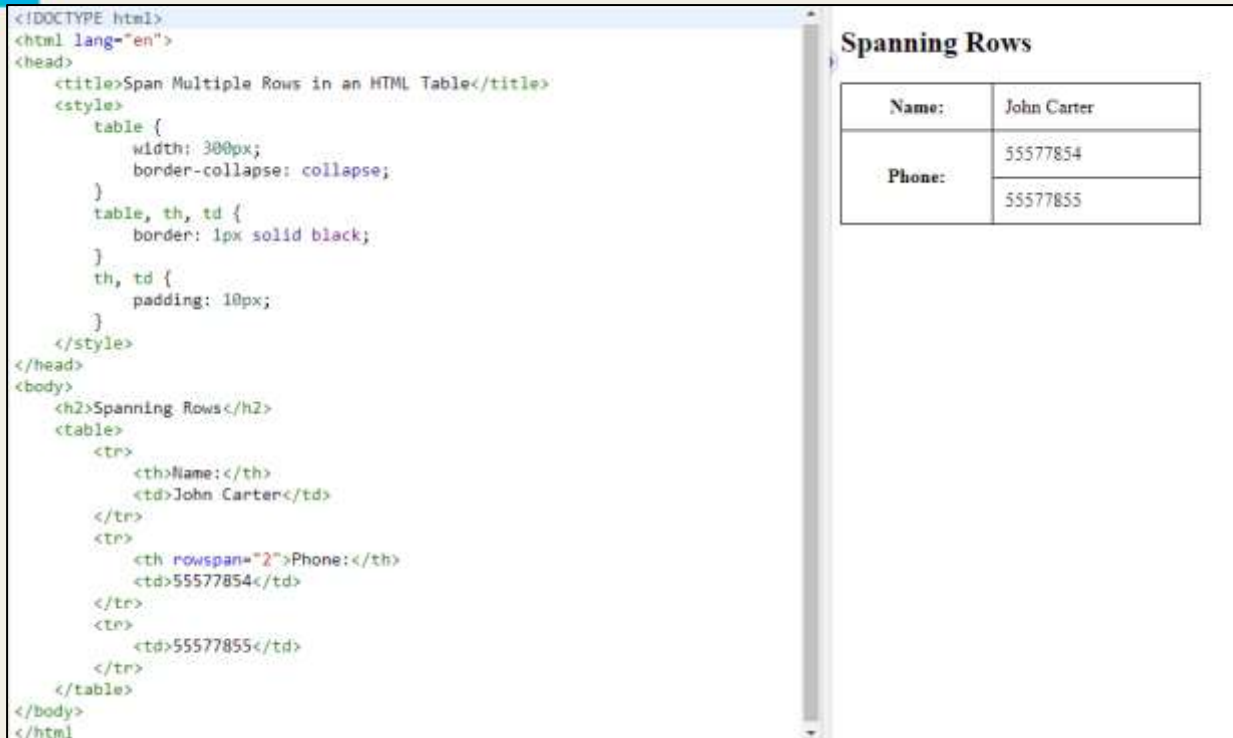 <!DOCTYPE html>
<html lang="en">
<head>
    <title>Span Multiple Rows in an HTML Table</title>
    <style>
        table {
            width: 300px;
            border-collapse: collapse;
        }
        table, th, td {
            border: 1px solid black;
        }
        th, td {
            padding: 10px;
        }
    </style>
</head>
<body>
    <h2>Spanning Rows</h2>
    <table>
        <tr>
            <th>Name:</th>
            <td>John Carter</td>
        </tr>
        <tr>
            <th rowspan="2">Phone:</th>
            <td>55577854</td>
        </tr>
        <tr>
            <td>55577855</td>
        </tr>
    </table>
</body>
</html
Spanning Rows
Name: John Carter
Phone: 55577854
55577855